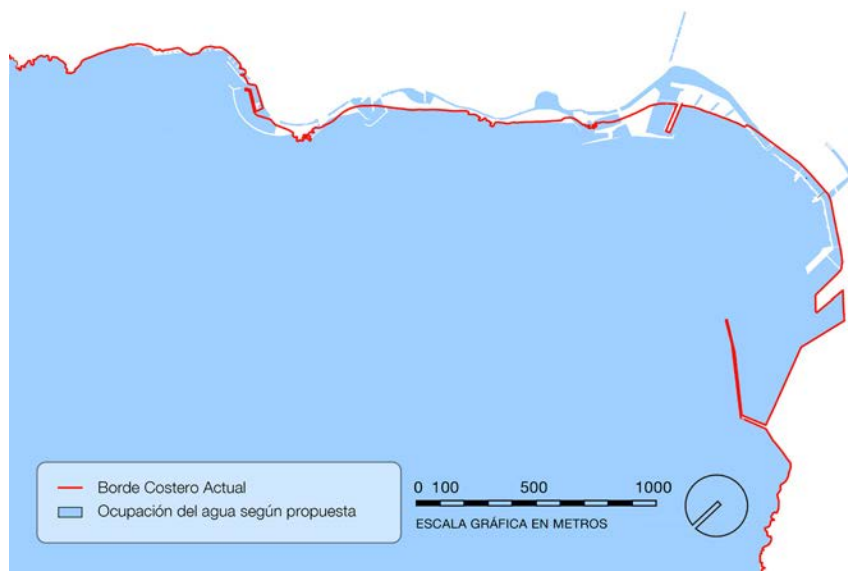 Borde Costero Actual
Ocupación del agua según propuesta
0 100 500 1000
ESCALA GRÁFICA EN METROS